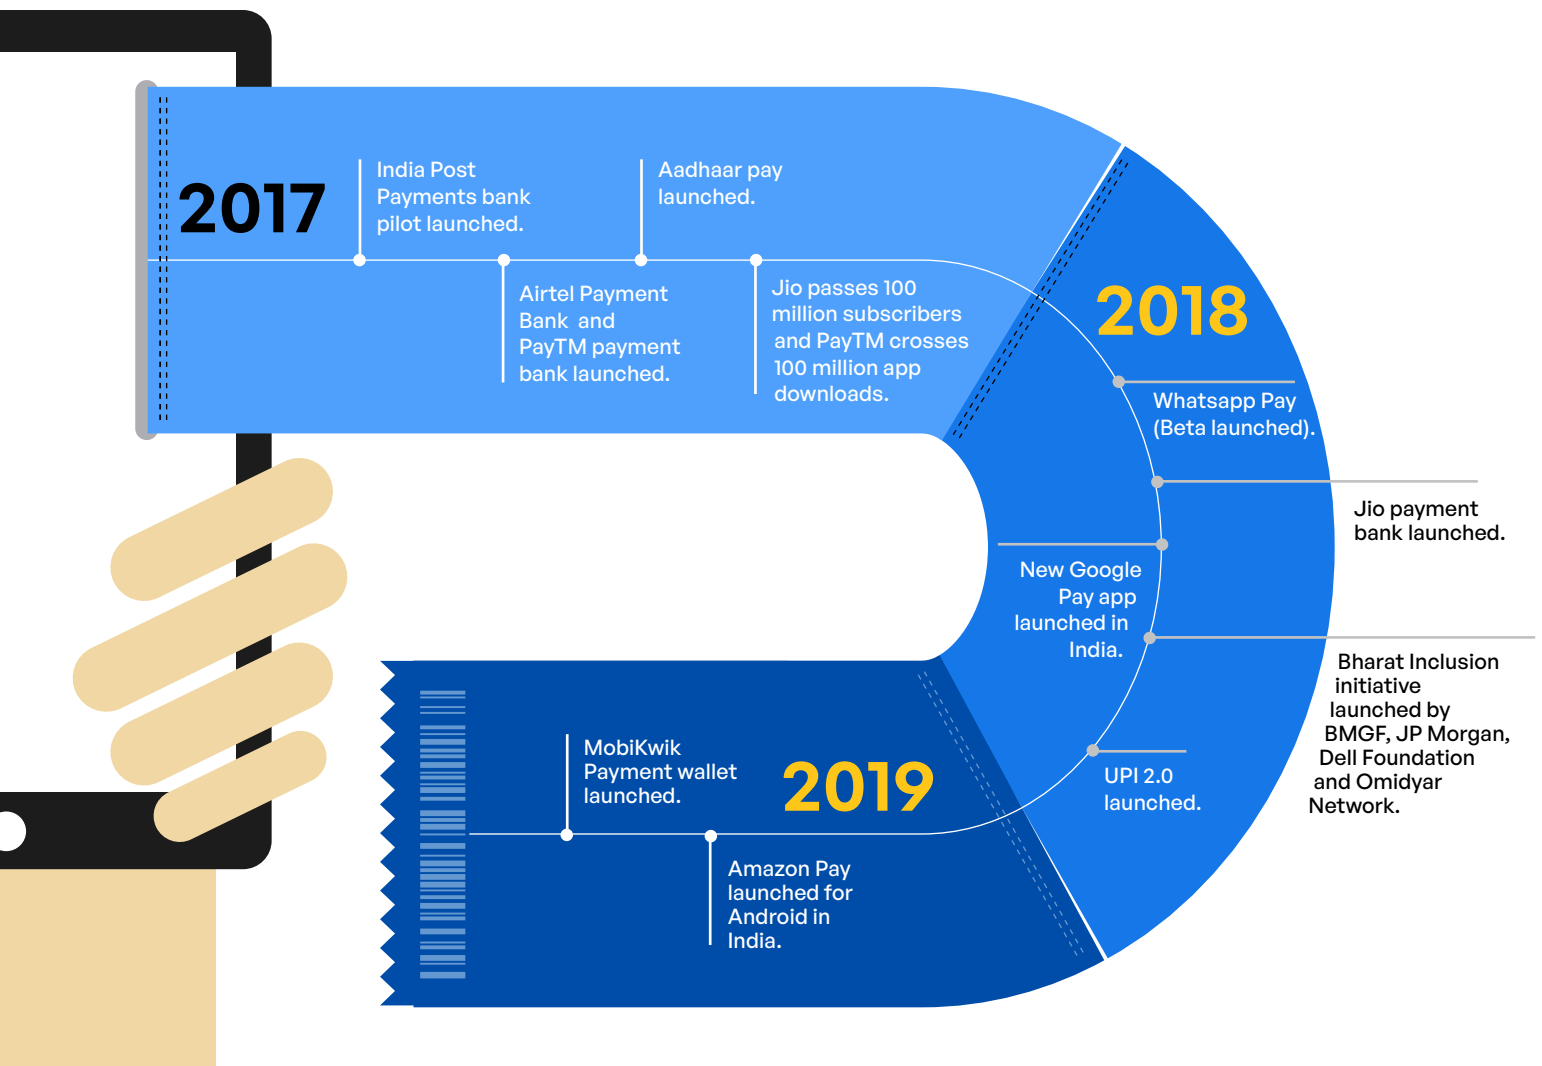 2017
India Post
Payments bank
pilot launched.
Airtel Payment
Bank and
PayTM payment
bank launched.
Aadhaar pay
launched.
Jio passes 100
million subscribers
and PayTM crosses
100 million app
downloads.
2018
Whatsapp Pay
(Beta launched).
Jio payment
bank launched.
New Google
Pay app
launched in
India.
Bharat Inclusion
initiative
launched by
BMGF, JP Morgan,
Dell Foundation
and Omidyar
Network.
UPI 2.0
launched.
2019
Amazon Pay
launched for
Android in
India.
MobiKwik
Payment wallet
launched.